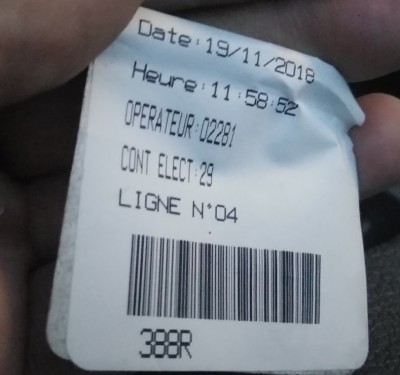 Date:19/11/2018
Heure:11:58:52
OPERATEUR:02281
CONT ELECT:29
LIGNE N°04
388R